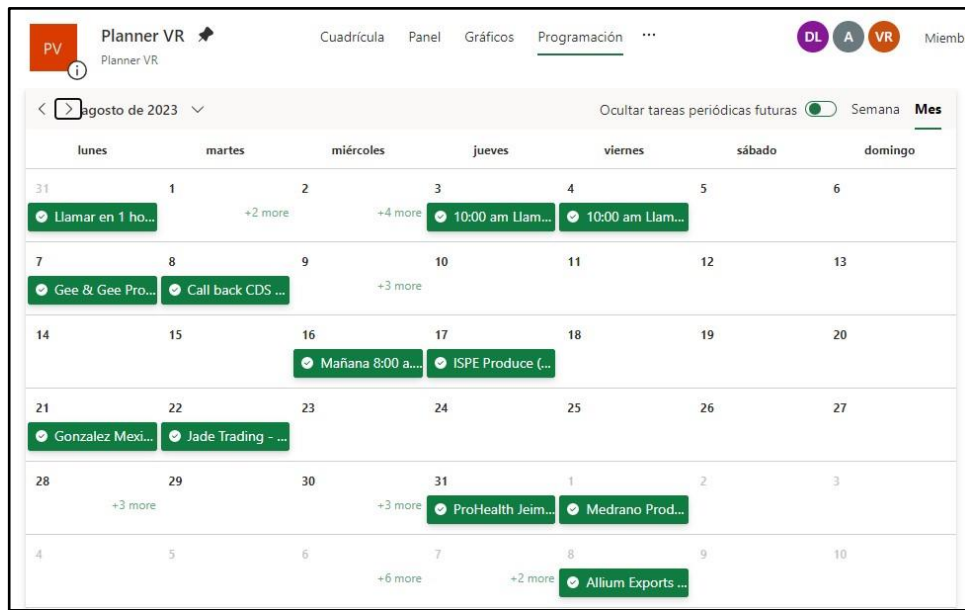 PV
Planner VR
Planner VR
Cuadrícula Panel Gráficos Programación ...
DL A VR Miemb
agosto de 2023
Ocultar tareas periódicas futuras Semana Mes
lunes martes miércoles jueves viernes sábado domingo
31 1 2 3 4 5 6
Llamar en 1 ho... +2 more +4 more 10:00 am Llam... 10:00 am Llam...
7 8 9 10 11 12 13
Gee & Gee Pro... Call back CDS ... +3 more
14 15 16 17 18 19 20
Mañana 8:00 a.... ISPE Produce (...
21 22 23 24 25 26 27
Gonzalez Mexi... Jade Trading - ...
28 29 30 31 1 2 3
+3 more +3 more ProHealth Jeim... Medrano Prod...
4 5 6 7 8 9 10
+6 more +2 more Allium Exports ...